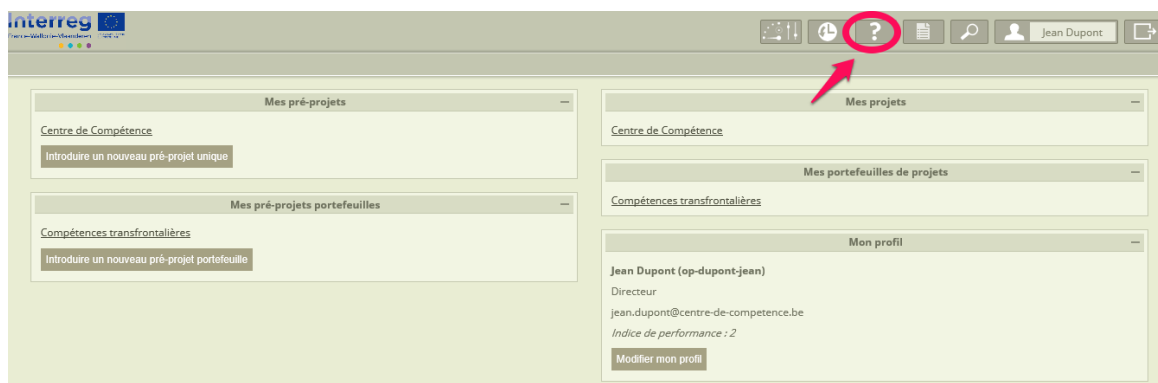 Interreg
France-Wallonie-Vlaanderen
?
Jean Dupont
Mes pré-projets
Centre de Compétence
Introduire un nouveau pré-projet unique
Mes pré-projets portefeuilles
Compétences transfrontalières
Introduire un nouveau pré-projet portefeuille
Mes projets
Centre de Compétence
Mes portefeuilles de projets
Compétences transfrontalières
Mon profil
Jean Dupont (op-dupont-jean)
Directeur
jean.dupont@centre-de-competence.be
Indice de performance : 2
Modifier mon profil